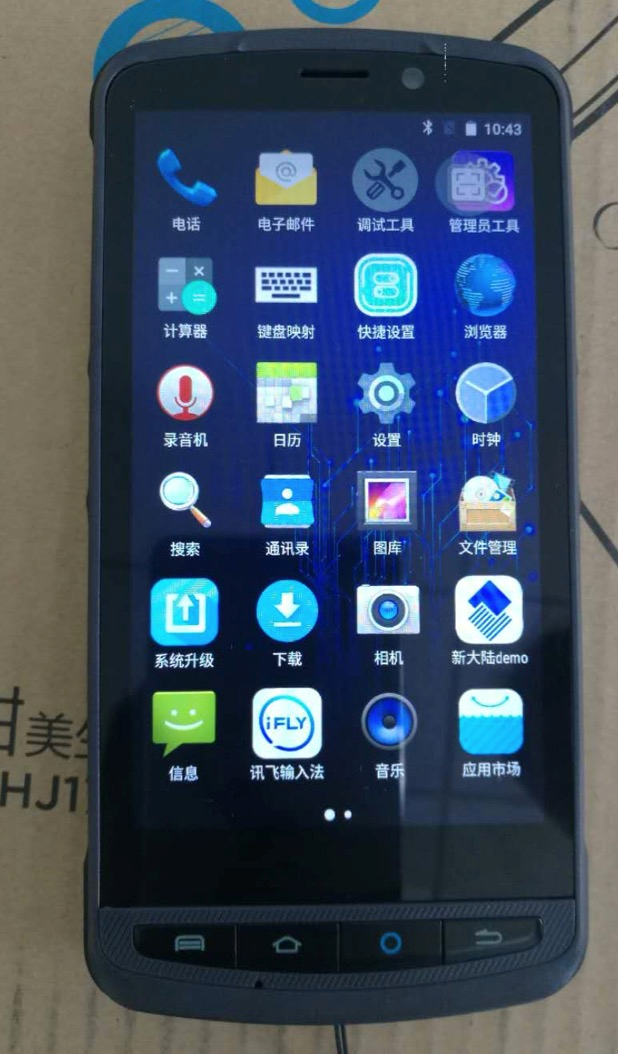 10:43
电话 电子邮件 调试工具 管理员工具
计算器 键盘映射 快捷设置 浏览器
录音机 日历 设置 时钟
搜索 通讯录 图库 文件管理
系统升级 下载 相机 新大陆demo
iFLY
信息 讯飞输入法 音乐 应用市场
美
HJ1